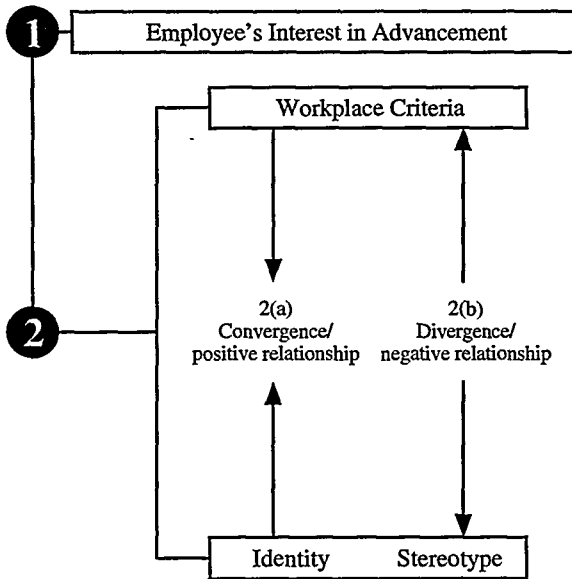 1
Employee's Interest in Advancement
Workplace Criteria
2
2(a)
Convergence/
positive relationship
2(b)
Divergence/
negative relationship
Identity Stereotype